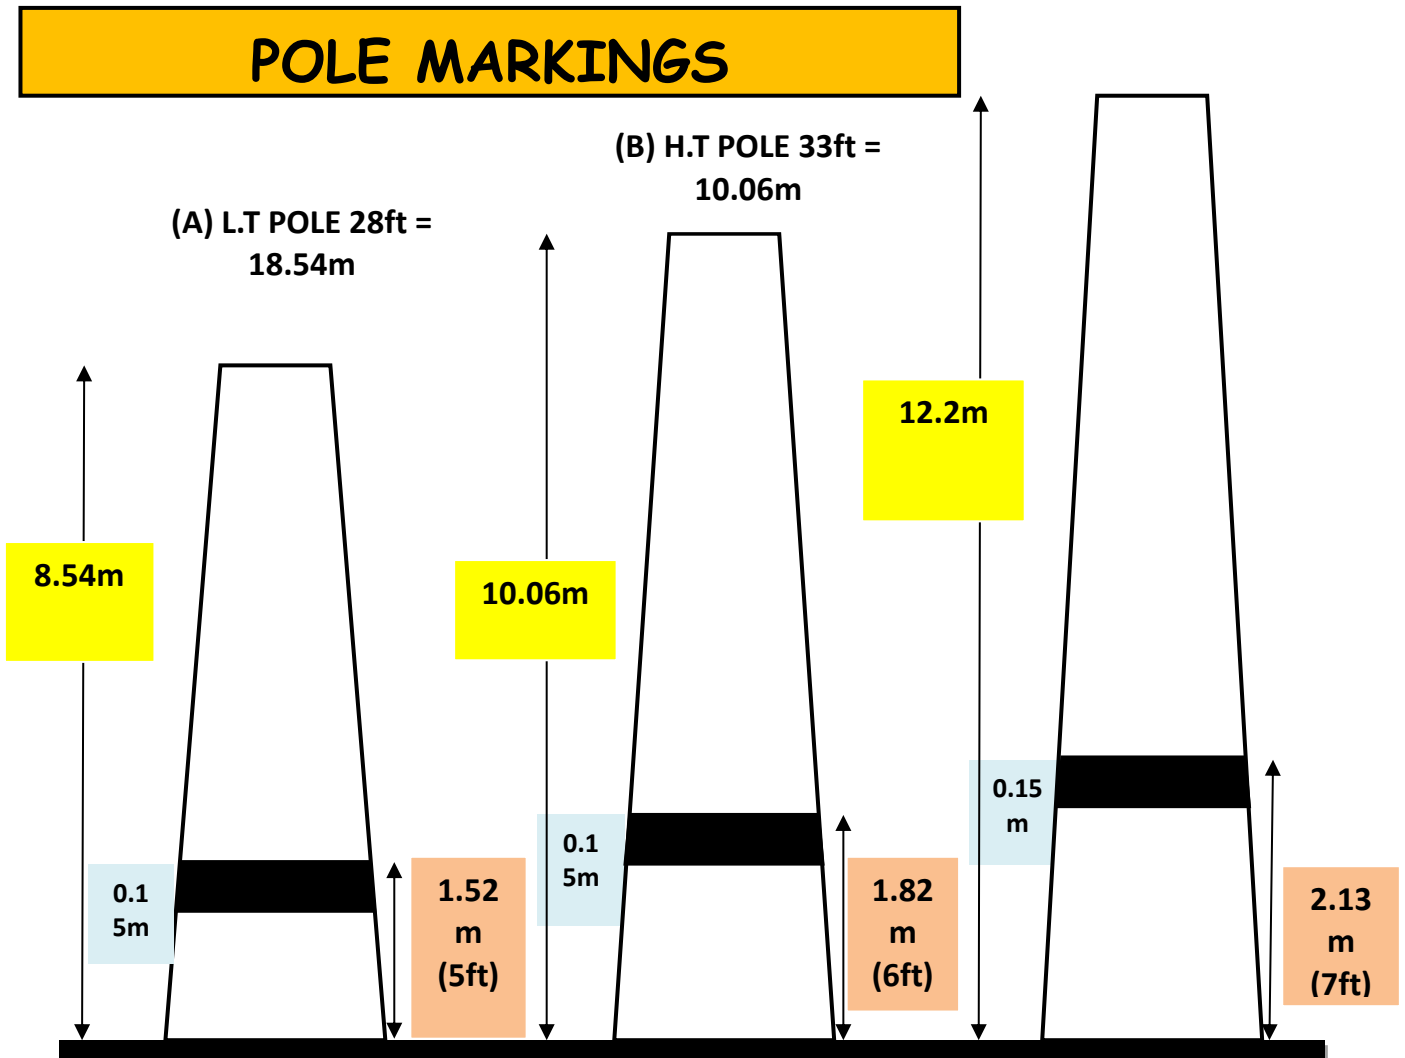 POLE MARKINGS
(B) H.T POLE 33ft =
10.06m
(A) L.T POLE 28ft =
18.54m
12.2m
8.54m
10.06m
0.15
m
0.1
5m
0.1
5m
1.52
m
(5ft)
1.82
m
(6ft)
2.13
m
(7ft)